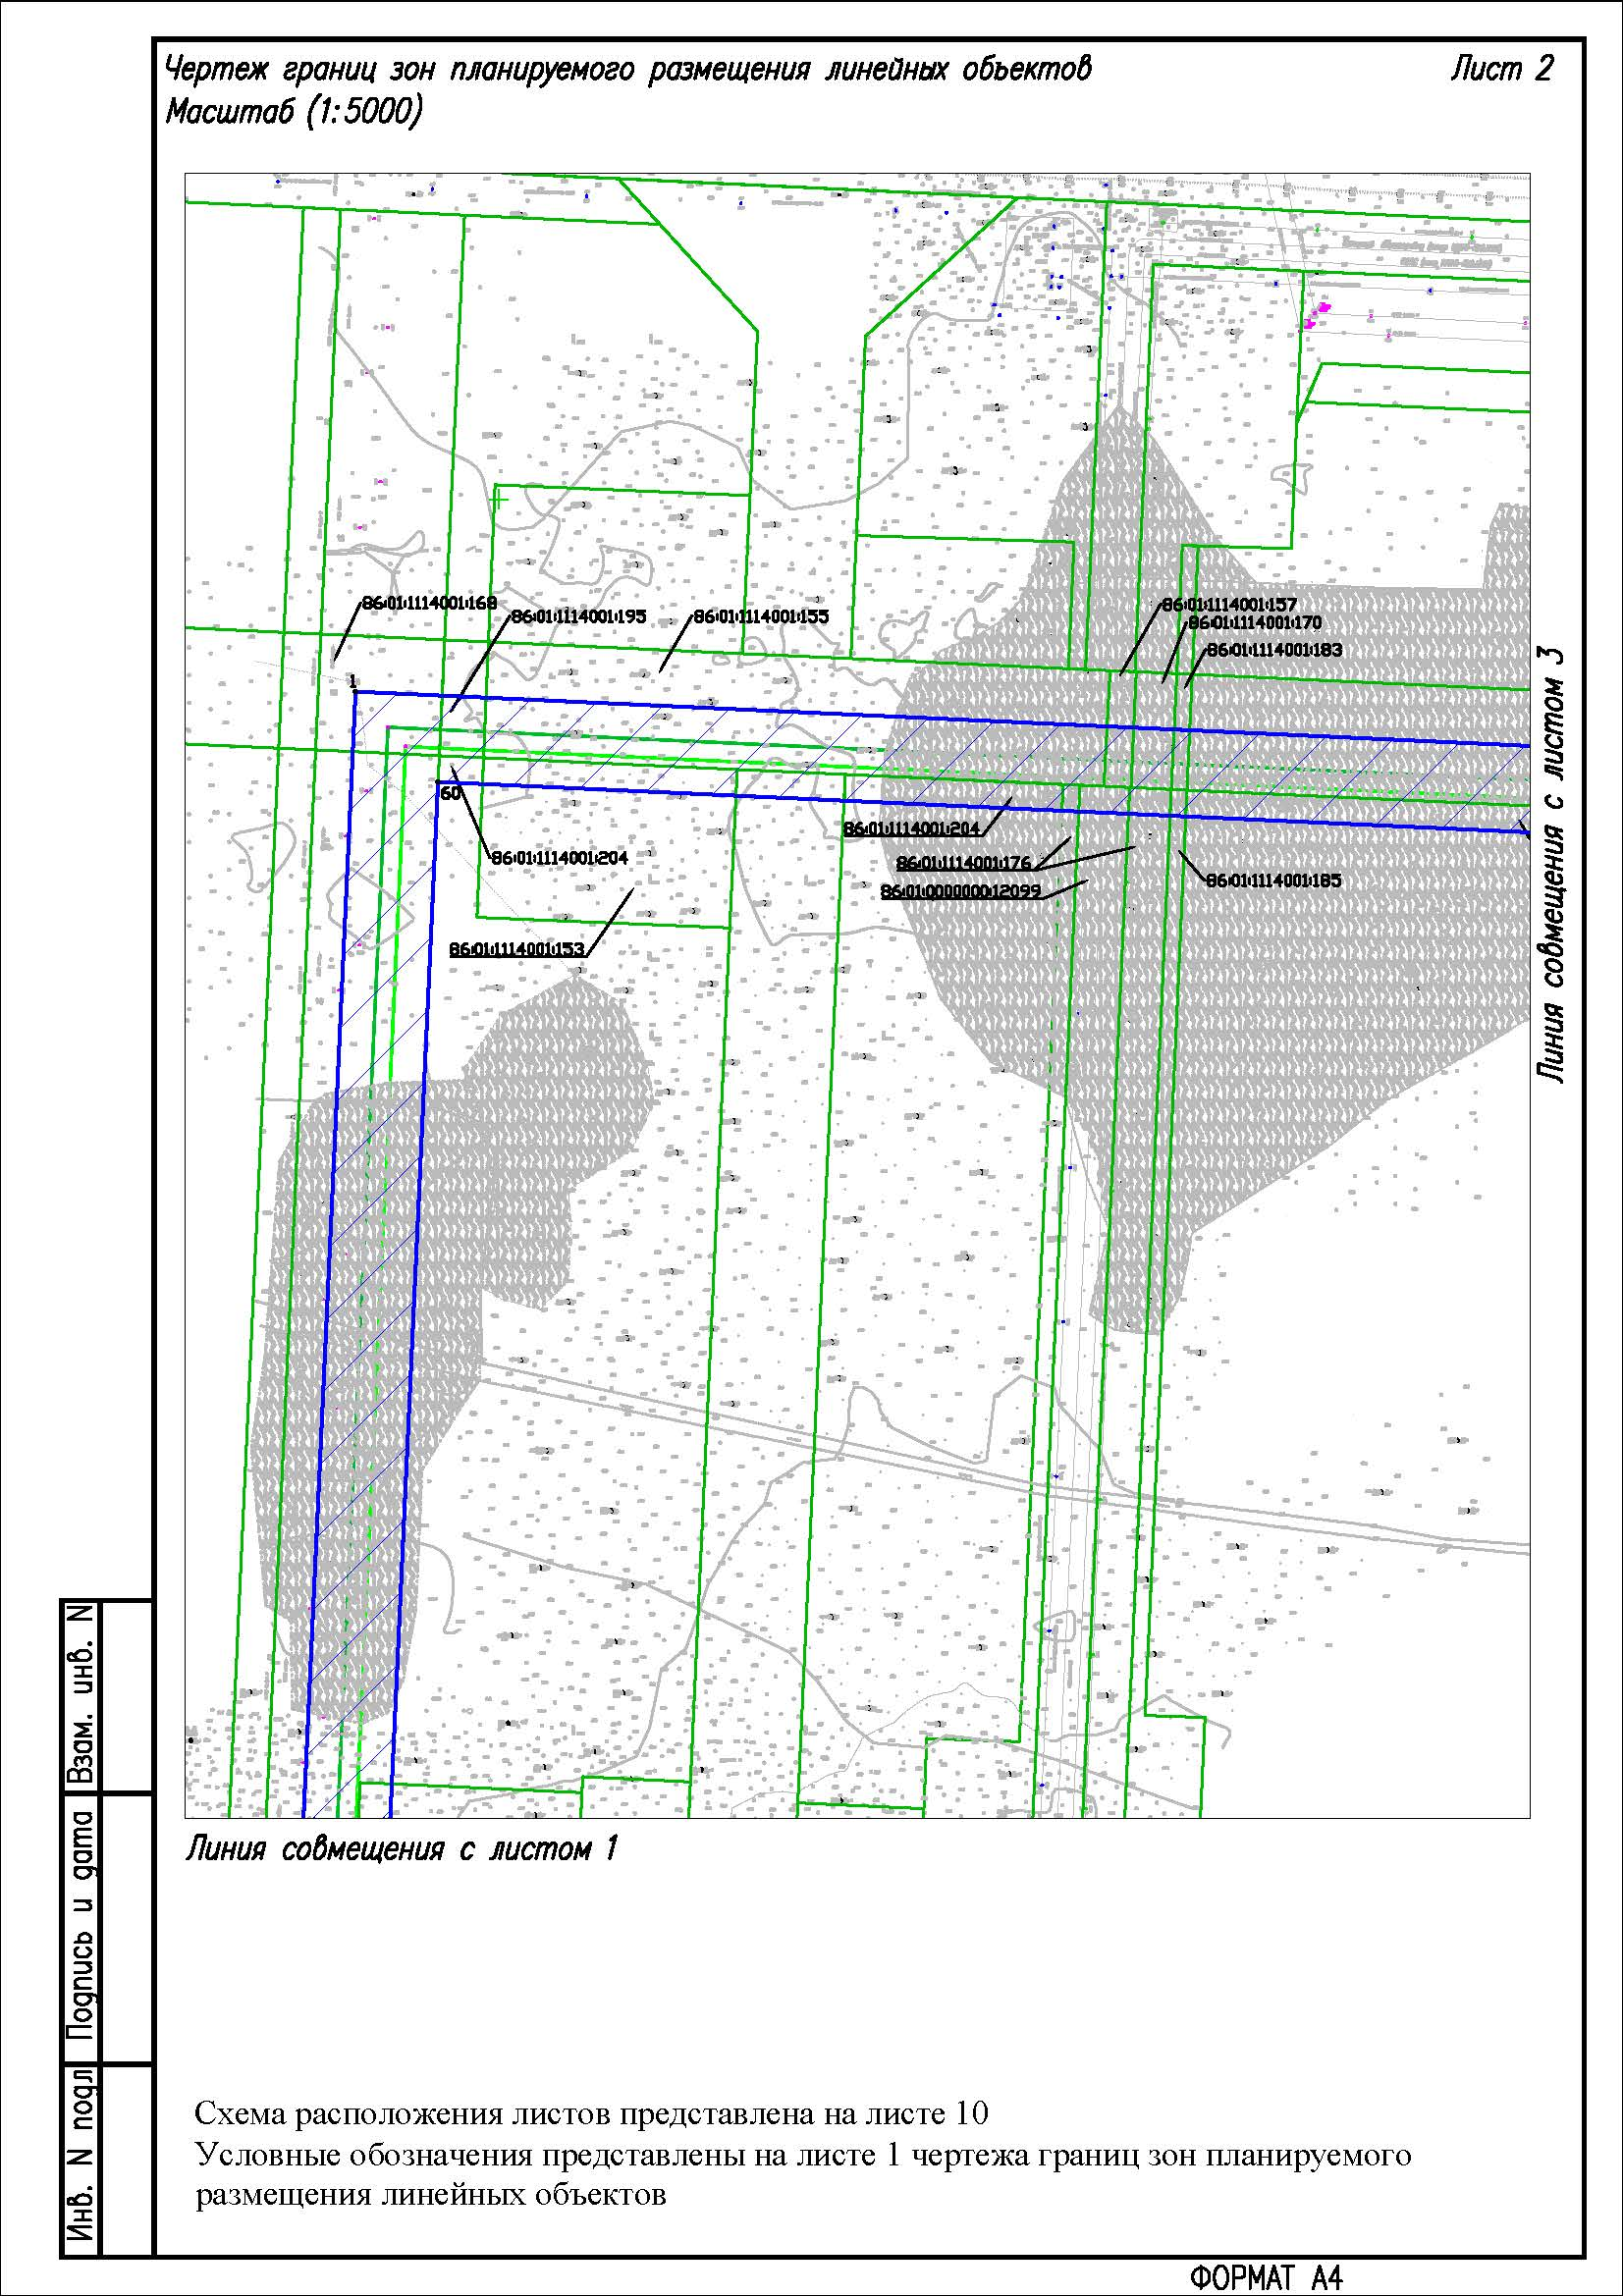 Чертеж границ зон планируемого размещения линейных объектов
Лист 2
Масштаб (1:5000)
86:01:1114001:168
86:01:1114001:195
86:01:1114001:155
86:01:1114001:157
86:01:1114001:170
86:01:1114001:183
1
60
86:01:1114001:204
86:01:1114001:204
86:01:1114001:176
86:01:0000000:12099
86:01:1114001:185
86:01:1114001:153
Линия совмещения с листом 3
Линия совмещения с листом 1
Взам. инв. N
Подпись и дата
Инв. N подл
Схема расположения листов представлена на листе 10
Условные обозначения представлены на листе 1 чертежа границ зон планируемого
размещения линейных объектов
ФОРМАТ А4